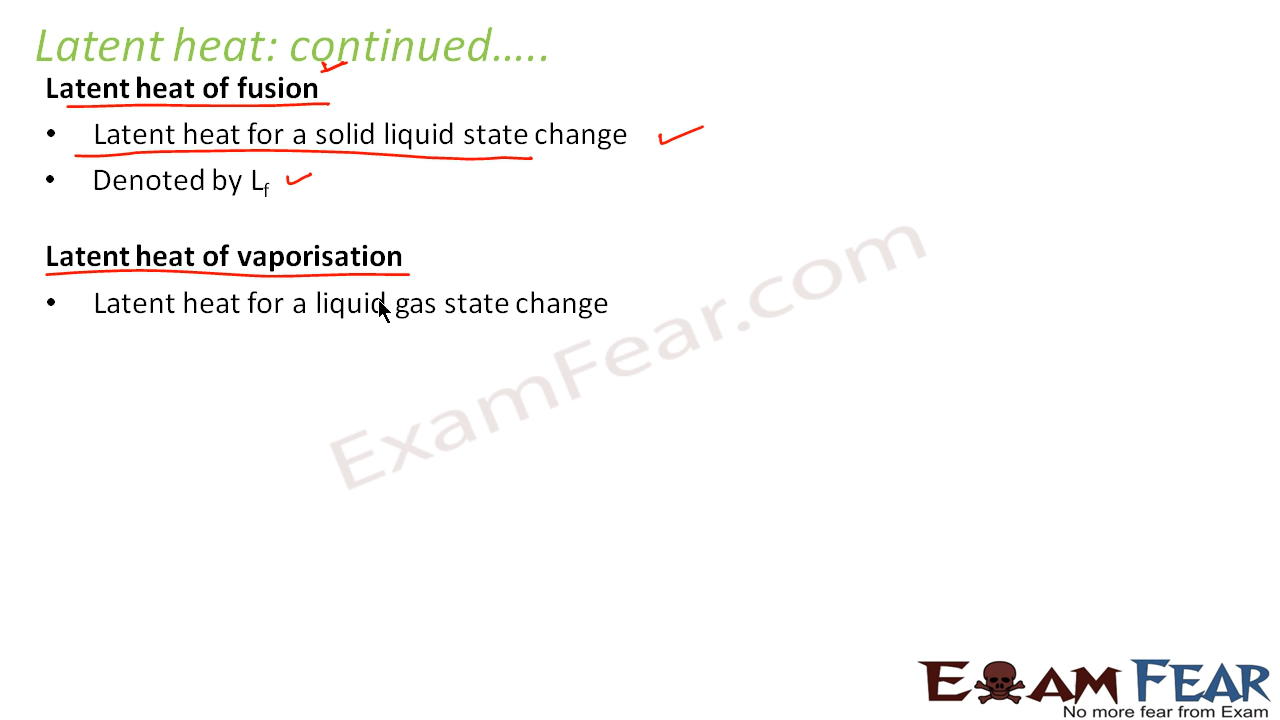 Latent heat: continued.....
Latent heat of fusion
• Latent heat for a solid liquid state change
• Denoted by Lf
Latent heat of vaporisation
• Latent heat for a liquid gas state change
ExamFear.com
EXAM FEAR
No more fear from Exam